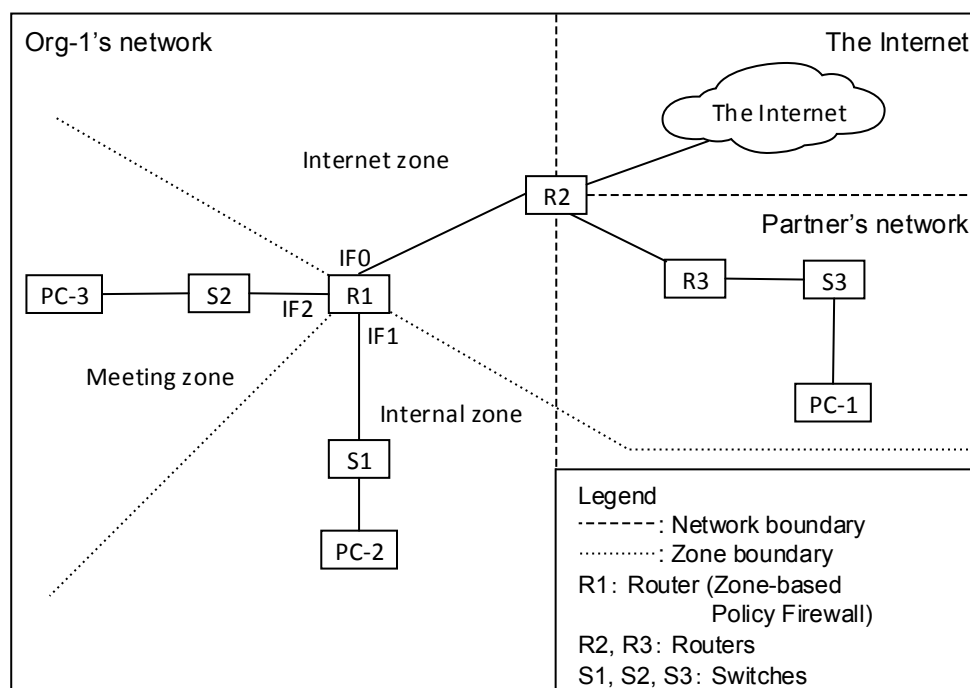 Org-1's network
The Internet
The Internet
Internet zone
R2
Partner's network
IF0
R3
S3
PC-3
S2
R1
IF2
IF1
Meeting zone
Internal zone
PC-1
S1
PC-2
Legend
: Network boundary
: Zone boundary
R1: Router (Zone-based
Policy Firewall)
R2, R3: Routers
S1, S2, S3: Switches